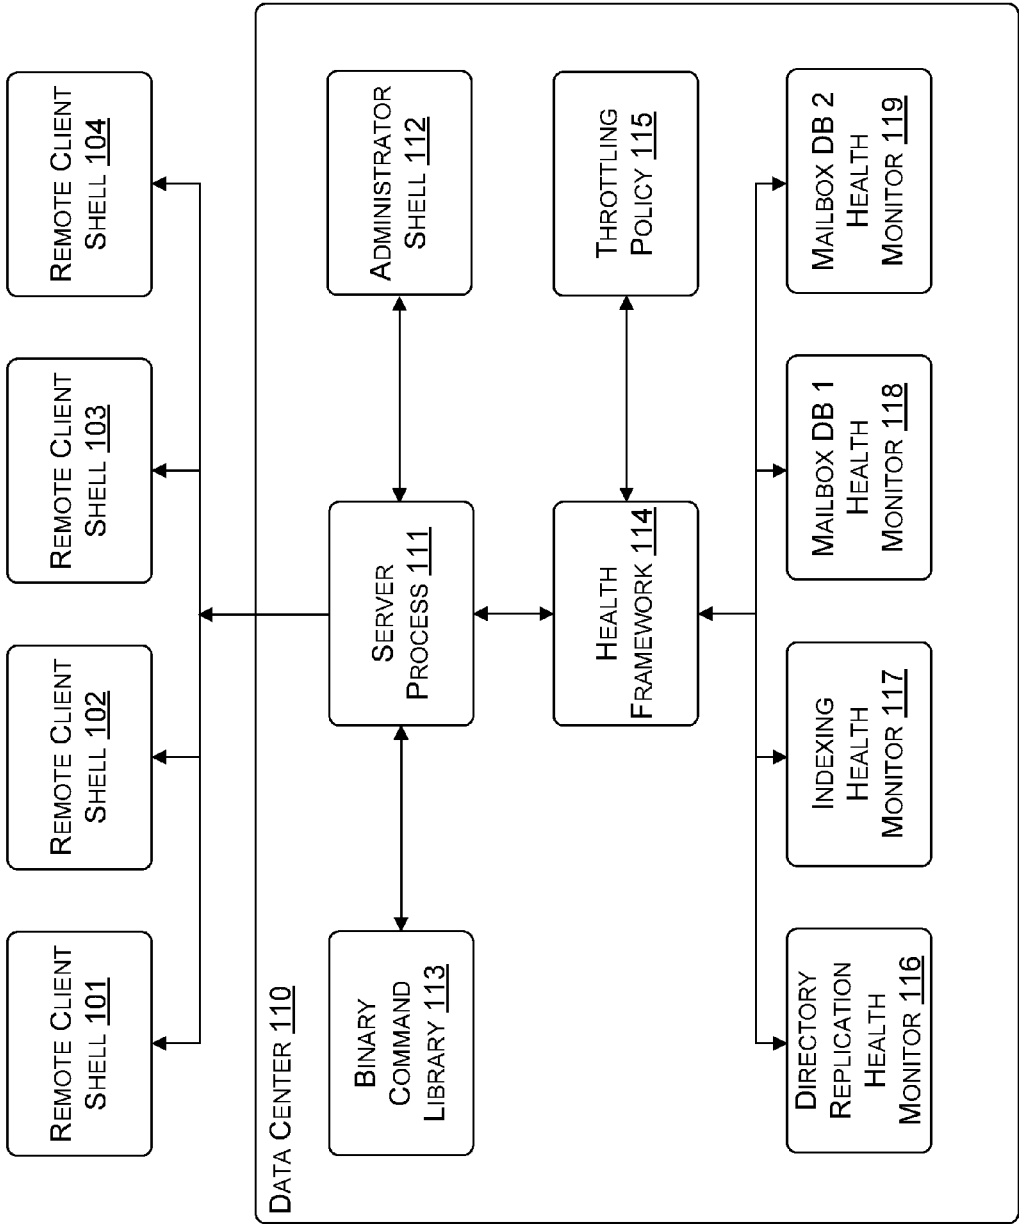 REMOTE CLIENT
SHELL 101
REMOTE CLIENT
SHELL 102
REMOTE CLIENT
SHELL 103
REMOTE CLIENT
SHELL 104
DATA CENTER 110
BINARY
COMMAND
LIBRARY 113
SERVER
PROCESS 111
ADMINISTRATOR
SHELL 112
HEALTH
FRAMEWORK 114
THROTTLING
POLICY 115
DIRECTORY
REPLICATION
HEALTH
MONITOR 116
INDEXING
HEALTH
MONITOR 117
MAILBOX DB 1
HEALTH
MONITOR 118
MAILBOX DB 2
HEALTH
MONITOR 119